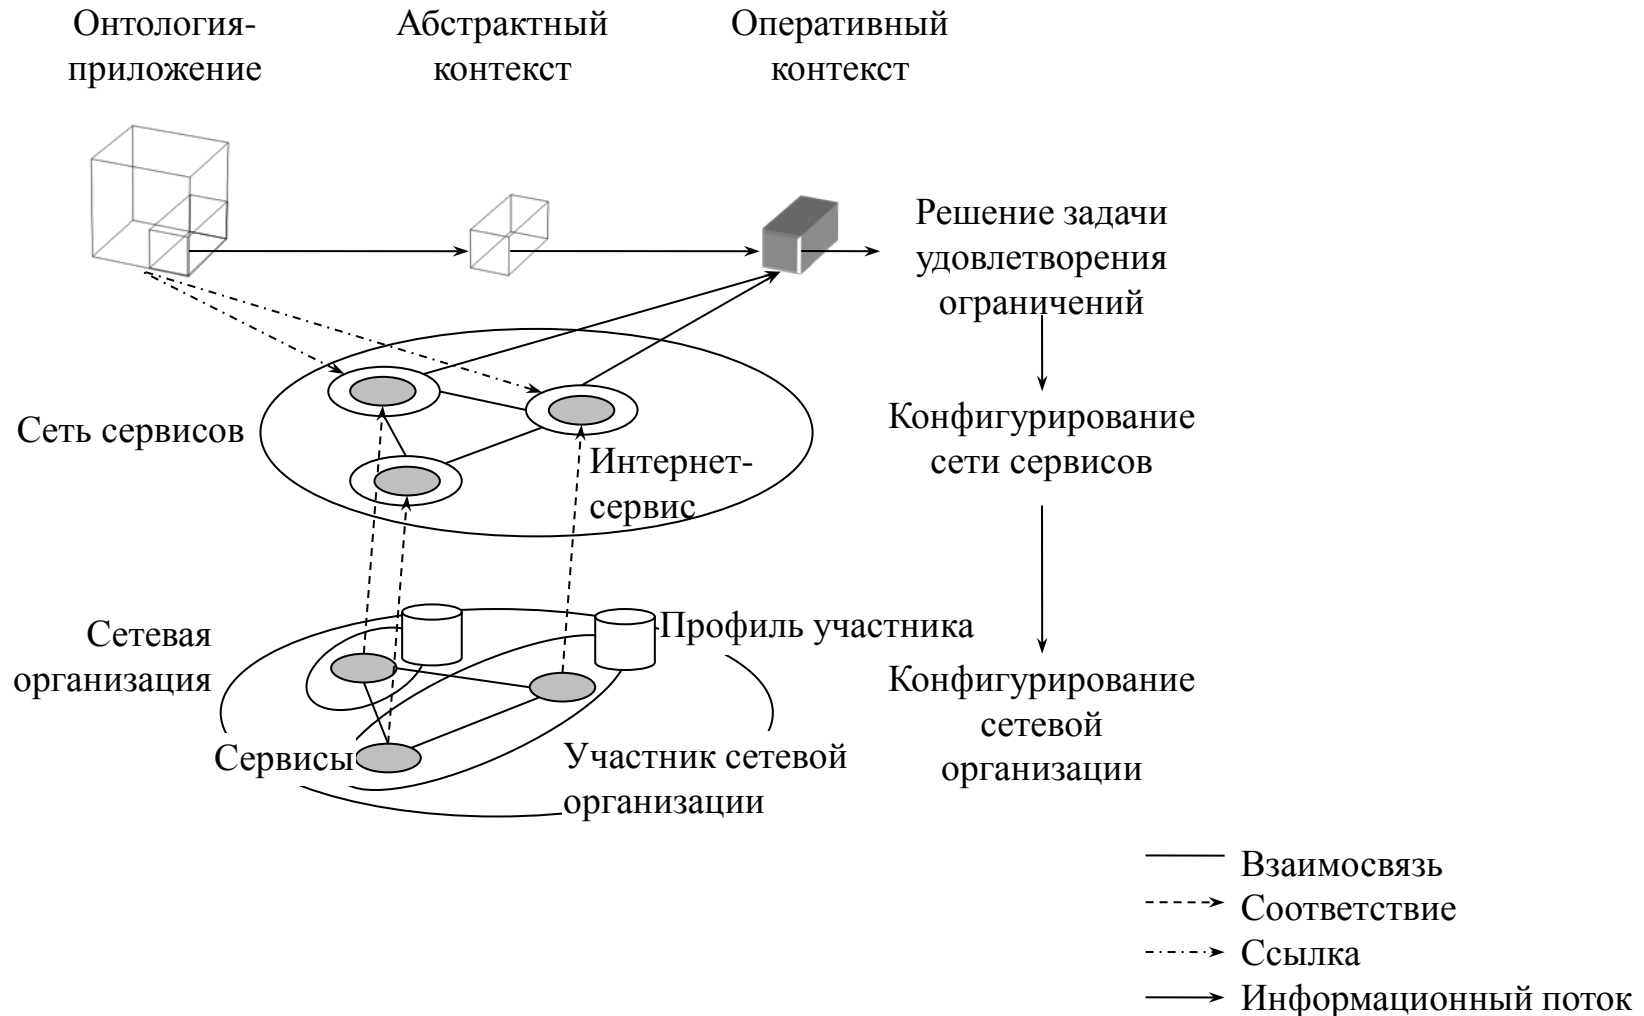 Онтология-
приложение
Абстрактный
контекст
Оперативный
контекст
Решение задачи
удовлетворения
ограничений
Сеть сервисов
Интернет-
сервис
Конфигурирование
сети сервисов
Сетевая
организация
Профиль участника
Сервисы
Участник сетевой
организации
Конфигурирование
сетевой
организации
Взаимосвязь
Соответствие
Ссылка
Информационный поток